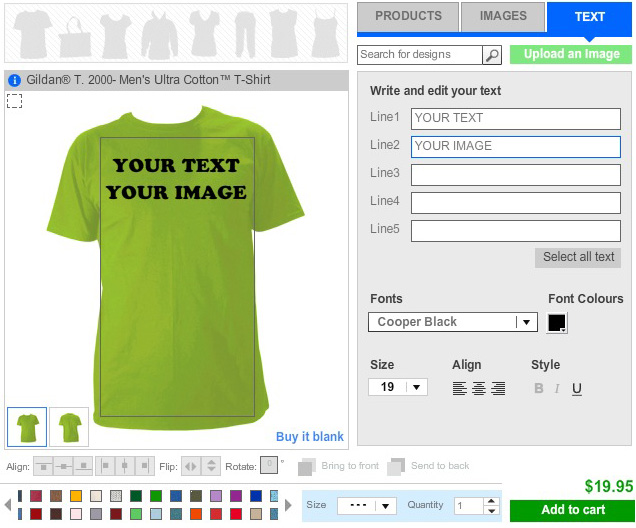 PRODUCTS
IMAGES
TEXT
Search for designs
Upload an Image
Gildan® T. 2000- Men's Ultra Cotton™ T-Shirt
YOUR TEXT
YOUR IMAGE
Buy it blank
Write and edit your text
Line1 YOUR TEXT
Line2 YOUR IMAGE
Line3
Line4
Line5
Select all text
Fonts
Font Colours
Cooper Black
Size
Align
Style
19
B I U
Align:
Flip:
Rotate: 0 °
Bring to front
Send to back
Size ---
Quantity 1
$19.95
Add to cart